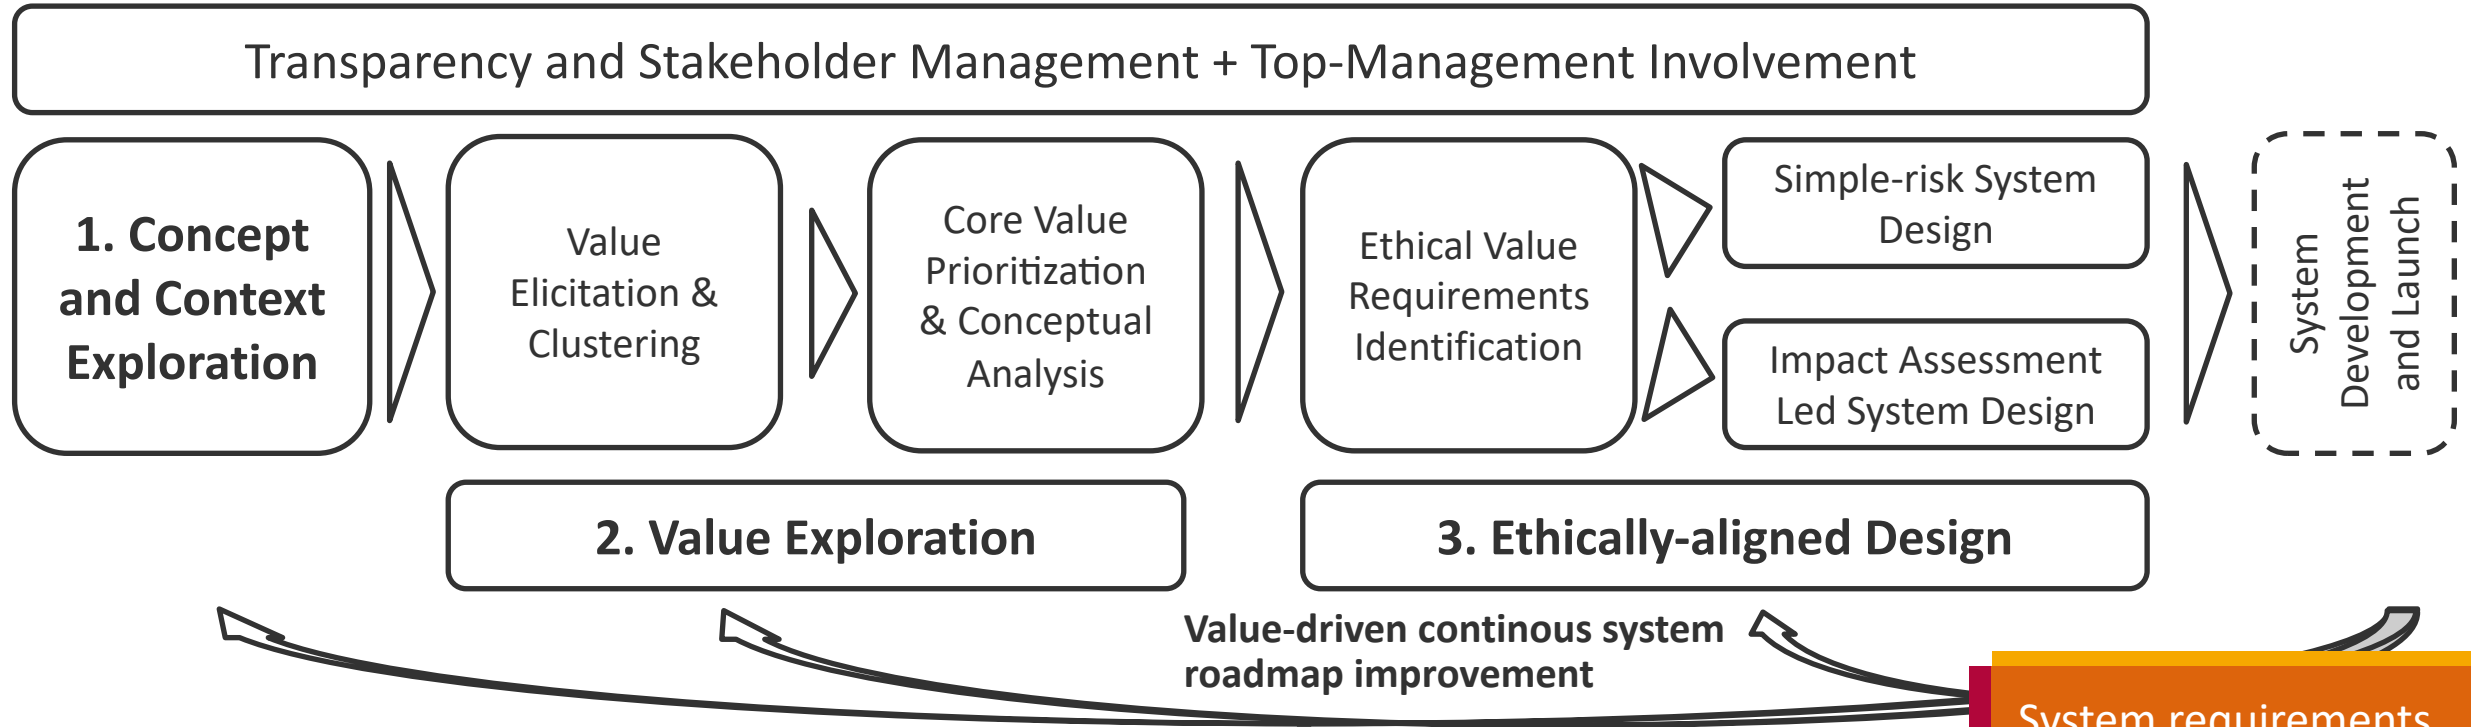 Transparency and Stakeholder Management + Top-Management Involvement
1. Concept
and Context
Exploration
Value
Elicitation &
Clustering
Core Value
Prioritization
& Conceptual
Analysis
Ethical Value
Requirements
Identification
Simple-risk System
Design
Impact Assessment
Led System Design
System
Development
and Launch
2. Value Exploration
3. Ethically-aligned Design
Value-driven continous system
roadmap improvement
System requirements